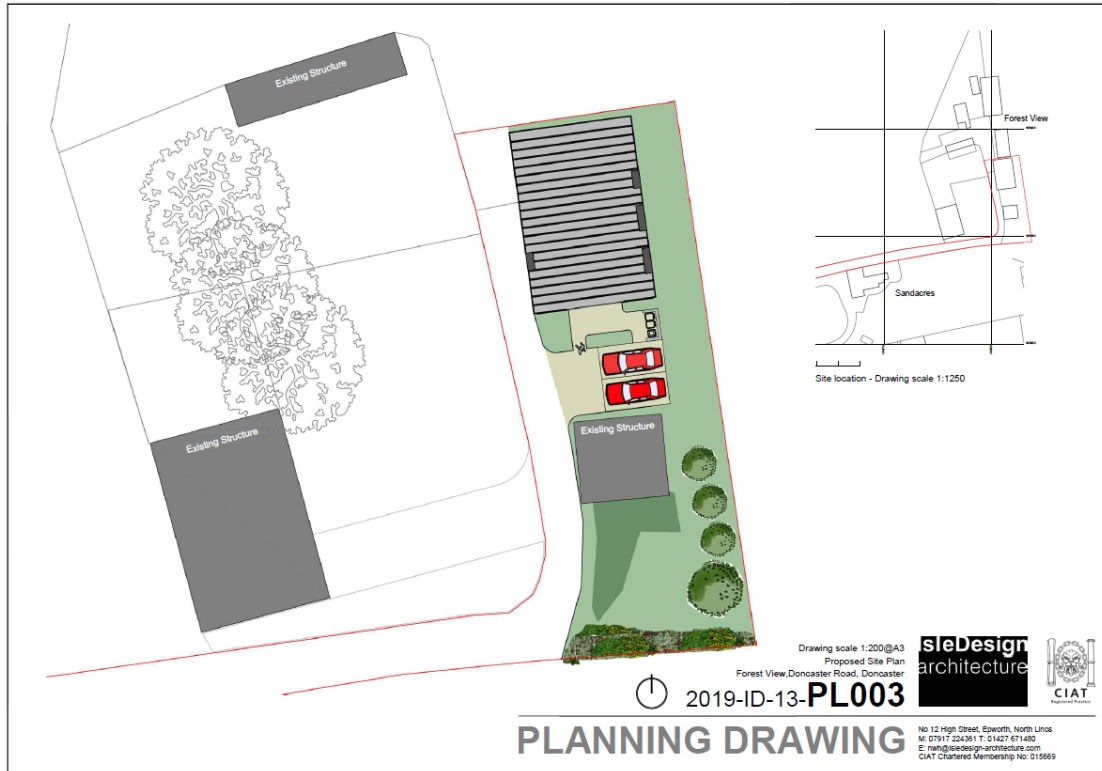 Existing Structure
Existing Structure
Existing Structure
Forest View
Sandacres
Site location - Drawing scale 1:1250
Drawing scale 1:200@A3
Proposed Site Plan
Forest View,Doncaster Road, Doncaster
2019-ID-13-PL003
PLANNING DRAWING
isleDesign
architecture
CIAT
Registered Practice
No 12 High Street, Epworth, North Lincs
M: 07917 224361 T: 01427 671480
E: nwh@isledesign-architecture.com
CIAT Chartered Membership No: 015669